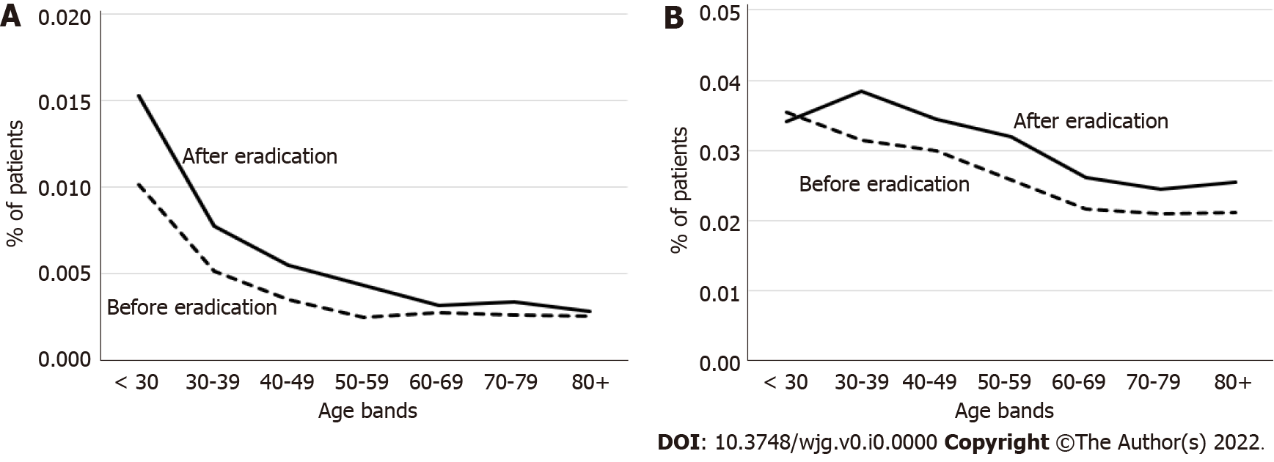 A
% of patients
0.020
0.015
0.010
0.005
0.000
After eradication
Before eradication
< 30 30-39 40-49 50-59 60-69 70-79 80+
Age bands
B
% of patients
0.05
0.04
0.03
0.02
0.01
0.00
After eradication
Before eradication
< 30 30-39 40-49 50-59 60-69 70-79 80+
Age bands
DOI: 10.3748/wjg.v0.i0.0000 Copyright ©The Author(s) 2022.